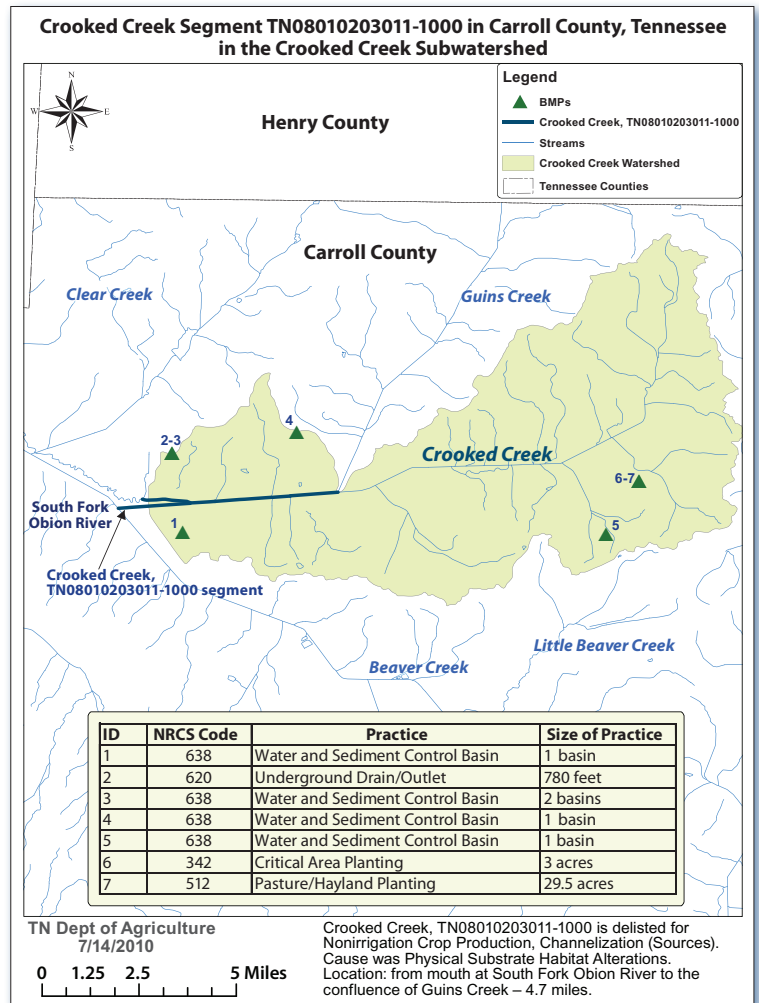 Crooked Creek Segment TN08010203011-1000 in Carroll County, Tennessee
in the Crooked Creek Subwatershed
N
W
E
S
Henry County
Legend
BMPs
Crooked Creek, TN08010203011-1000
Streams
Crooked Creek Watershed
Tennessee Counties
Carroll County
Clear Creek
Guins Creek
2-3
4
Crooked Creek
6-7
South Fork
Obion River
1
5
Crooked Creek,
TN08010203011-1000 segment
Little Beaver Creek
Beaver Creek
ID NRCS Code Practice Size of Practice
1 638 Water and Sediment Control Basin 1 basin
2 620 Underground Drain/Outlet 780 feet
3 638 Water and Sediment Control Basin 2 basins
4 638 Water and Sediment Control Basin 1 basin
5 638 Water and Sediment Control Basin 1 basin
6 342 Critical Area Planting 3 acres
7 512 Pasture/Hayland Planting 29.5 acres
TN Dept of Agriculture
7/14/2010
0 1.25 2.5 5 Miles
Crooked Creek, TN08010203011-1000 is delisted for
Nonirrigation Crop Production, Channelization (Sources).
Cause was Physical Substrate Habitat Alterations.
Location: from mouth at South Fork Obion River to the
confluence of Guins Creek – 4.7 miles.